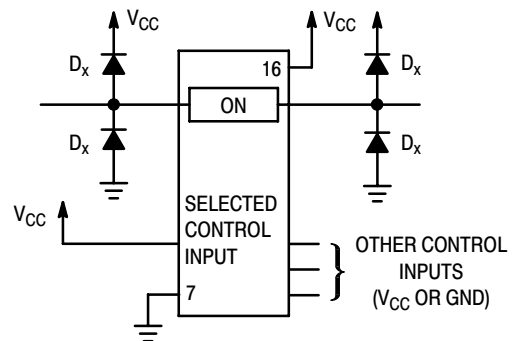 VCC
VCC
Dx
16
Dx
ON
Dx
Dx
VCC
SELECTED
CONTROL
INPUT
OTHER CONTROL
INPUTS
(VCC OR GND)
7